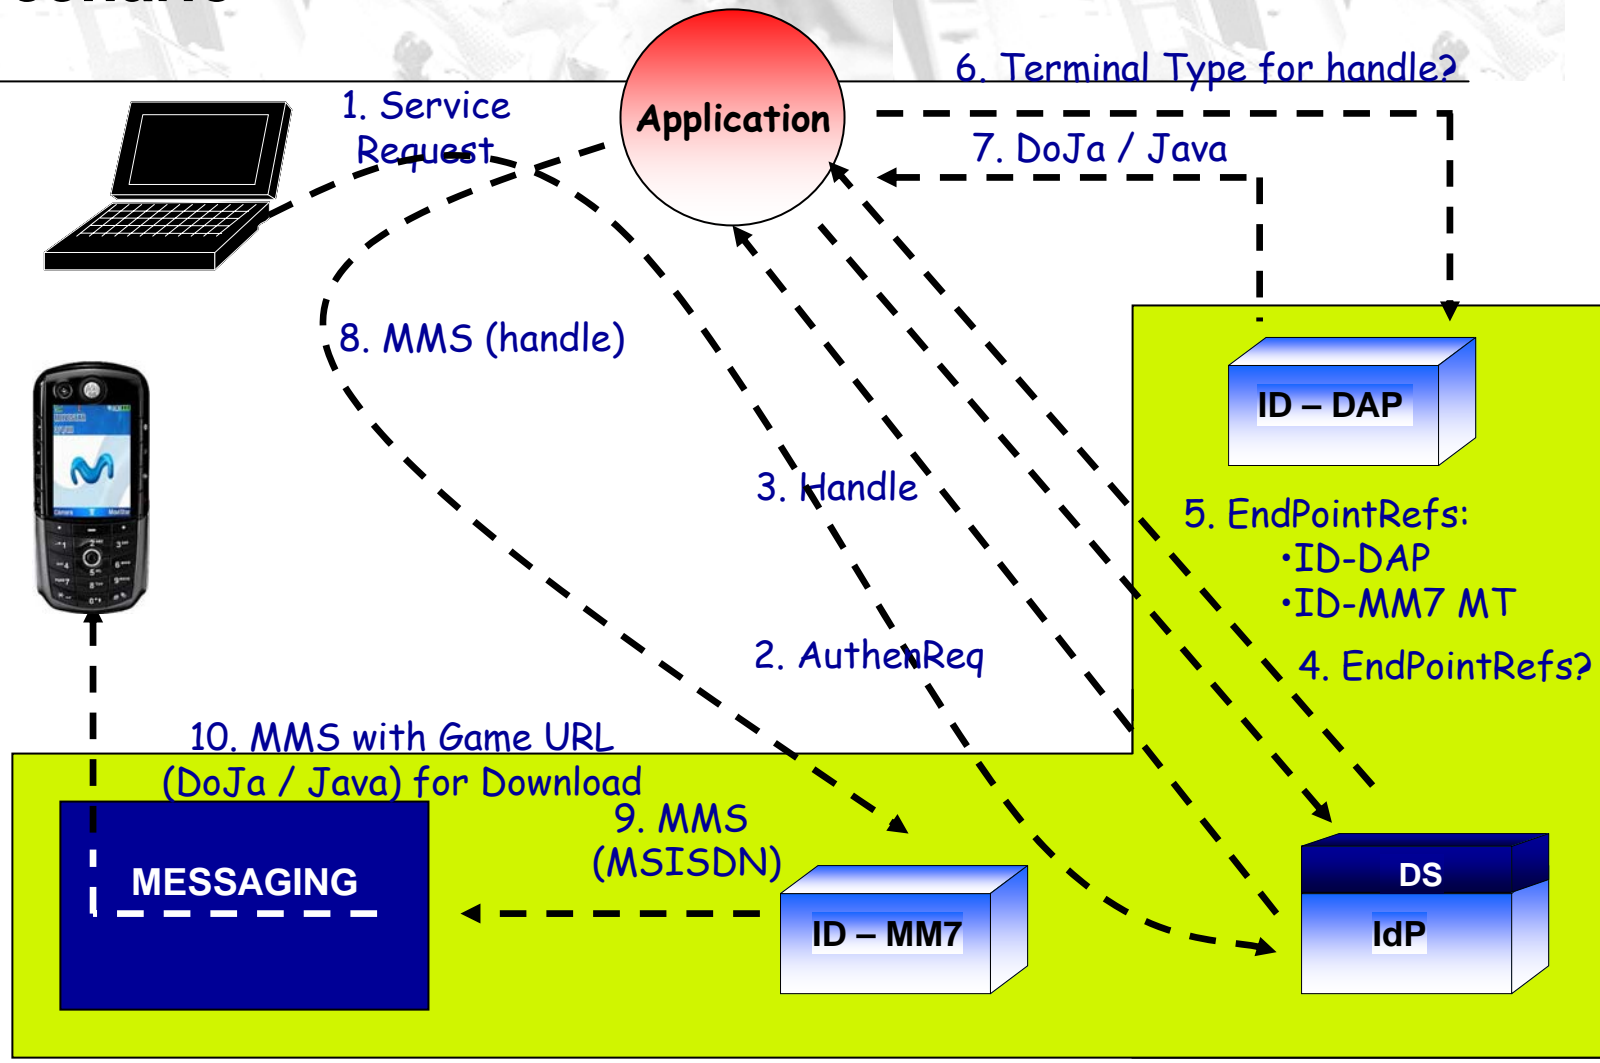 Application
6. Terminal Type for handle?
1. Service
Request
7. DoJa / Java
8. MMS (handle)
ID – DAP
3. Handle
5. EndPointRefs:
•ID-DAP
•ID-MM7 MT
2. AuthenReq
4. EndPointRefs?
10. MMS with Game URL
(DoJa / Java) for Download
9. MMS
(MSISDN)
MESSAGING
ID – MM7
DS
IdP